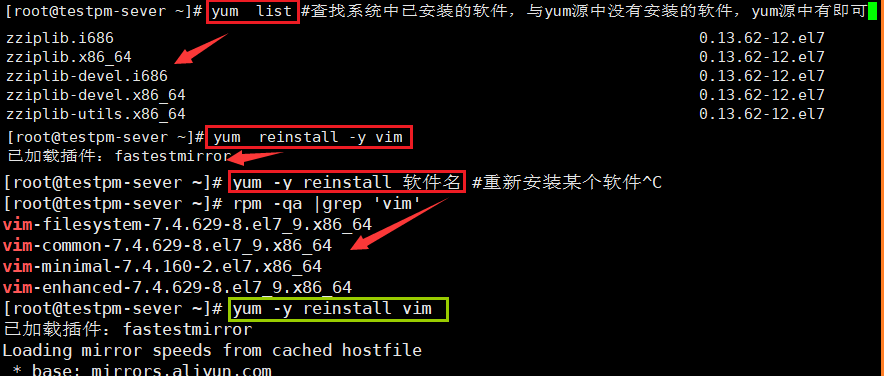 [root@testpm-sever ~]# yum  list #查找系统中已安装的软件，与yum源中没有安装的软件，yum源中有即可
zziplib.i686 0.13.62-12.el7
zziplib.x86_64 0.13.62-12.el7
zziplib-devel.i686 0.13.62-12.el7
zziplib-devel.x86_64 0.13.62-12.el7
zziplib-utils.x86_64 0.13.62-12.el7
[root@testpm-sever ~]# yum  reinstall -y vim
已加载插件：fastestmirror
[root@testpm-sever ~]# yum -y reinstall 软件名 #重新安装某个软件^C
[root@testpm-sever ~]# rpm -qa |grep 'vim'
vim-filesystem-7.4.629-8.el7_9.x86_64
vim-common-7.4.629-8.el7_9.x86_64
vim-minimal-7.4.160-2.el7.x86_64
vim-enhanced-7.4.629-8.el7_9.x86_64
[root@testpm-sever ~]# yum -y reinstall vim
已加载插件：fastestmirror
Loading mirror speeds from cached hostfile
 * base: mirrors.aliyun.com